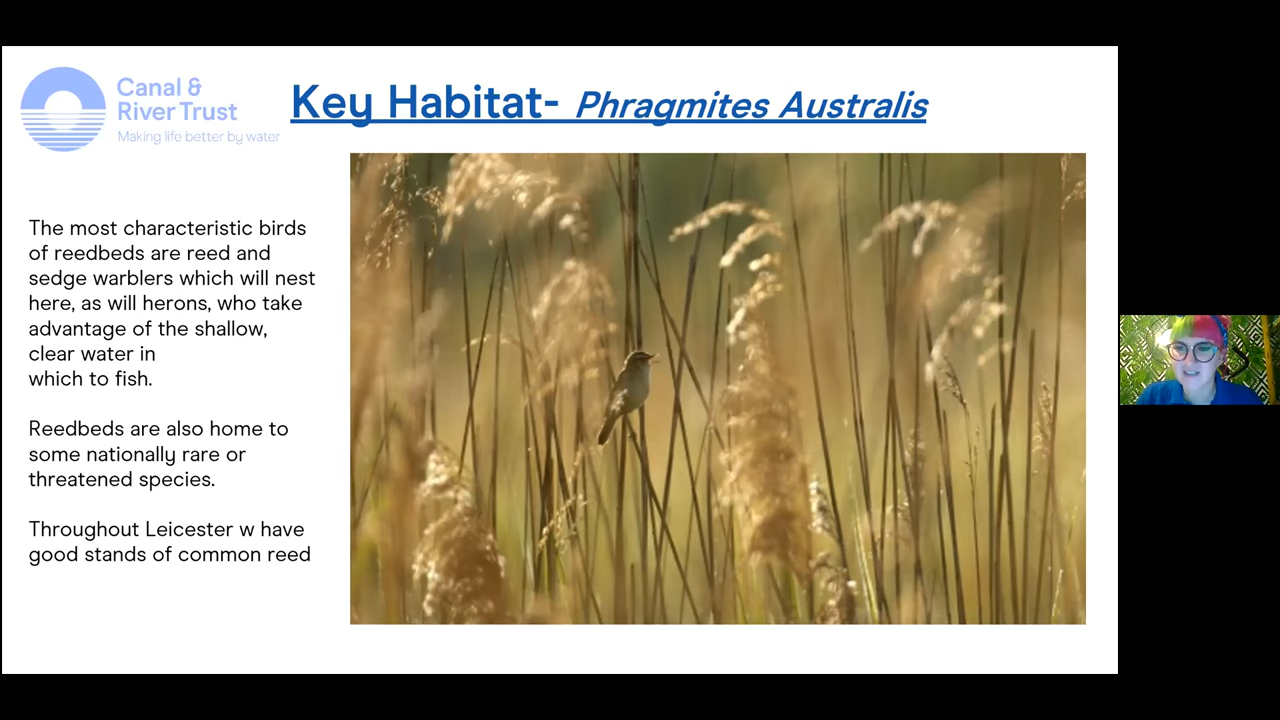 Canal &
River Trust
Making life better by water
Key Habitat- Phragmites Australis
The most characteristic birds
of reedbeds are reed and
sedge warblers which will nest
here, as will herons, who take
advantage of the shallow,
clear water in
which to fish.
Reedbeds are also home to
some nationally rare or
threatened species.
Throughout Leicester w have
good stands of common reed